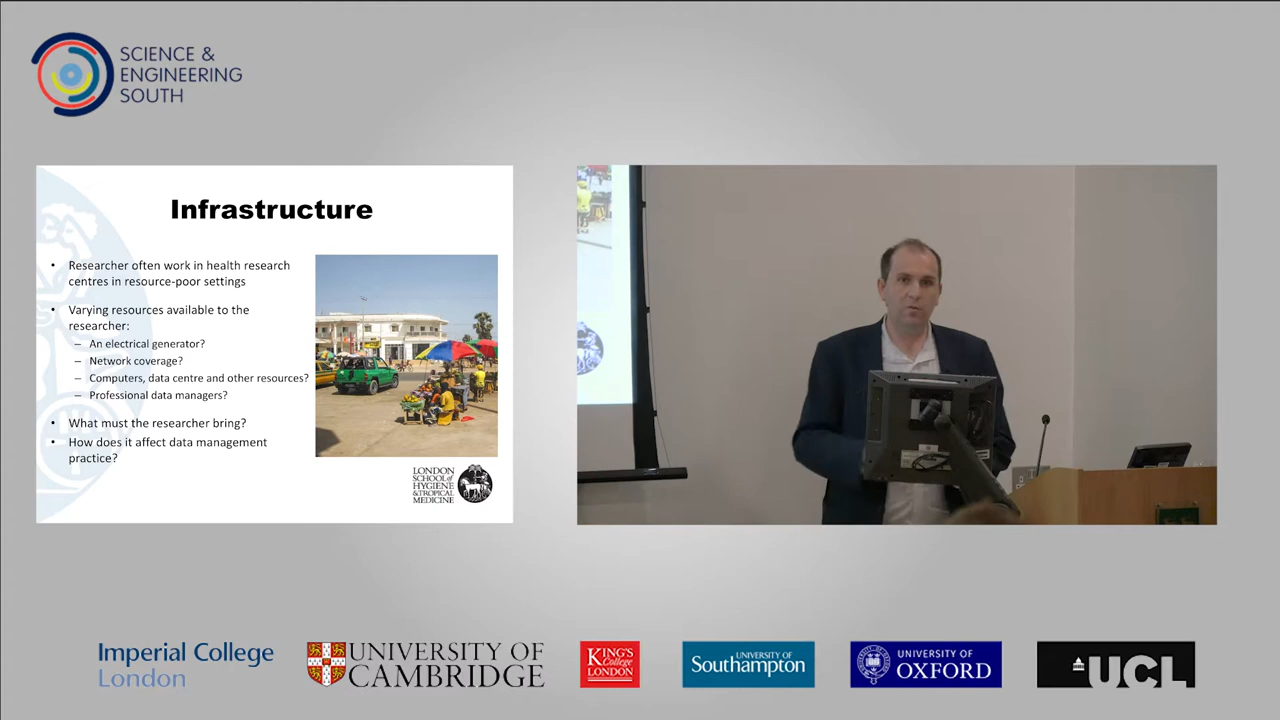 SCIENCE &
ENGINEERING
SOUTH
Infrastructure
• Researcher often work in health research
centres in resource-poor settings
• Varying resources available to the
researcher:
– An electrical generator?
– Network coverage?
– Computers, data centre and other resources?
– Professional data managers?
• What must the researcher bring?
• How does it affect data management
practice?
LONDON
SCHOOL of
HYGIENE
& TROPICAL
MEDICINE
Imperial College
London
UNIVERSITY OF
CAMBRIDGE
KING'S
College
LONDON
UNIVERSITY OF
Southampton
UNIVERSITY OF
OXFORD
UCL